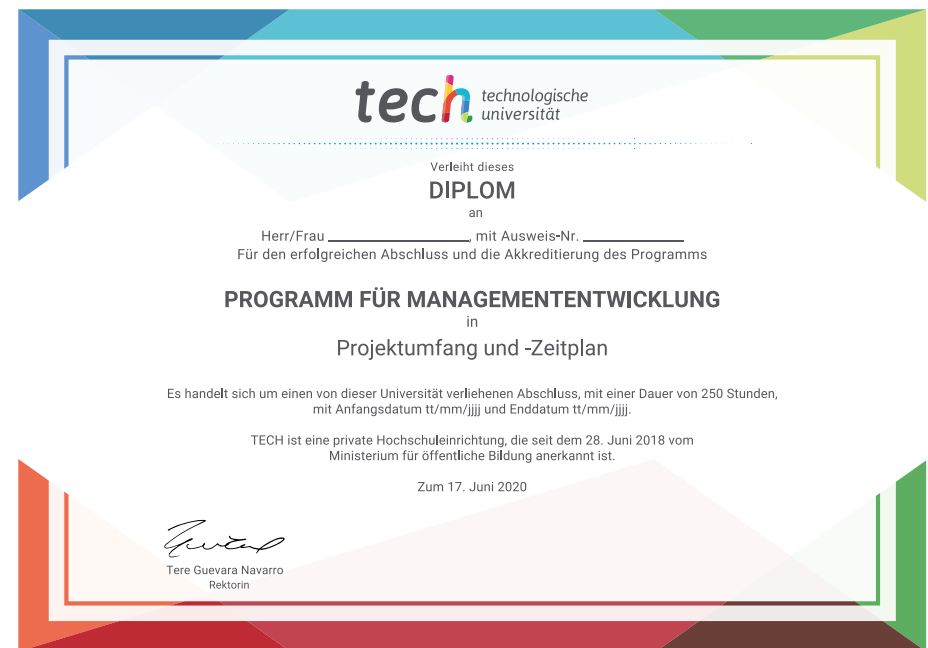 tech technologische
universität
Verleiht dieses
DIPLOM
an
Herr/Frau ____________________, mit Ausweis-Nr. ______________
Für den erfolgreichen Abschluss und die Akkreditierung des Programms
PROGRAMM FÜR MANAGEMENTENTWICKLUNG
in
Projektumfang und -Zeitplan
Es handelt sich um einen von dieser Universität verliehenen Abschluss, mit einer Dauer von 250 Stunden,
mit Anfangsdatum tt/mm/jjjj und Enddatum tt/mm/jjjj.
TECH ist eine private Hochschuleinrichtung, die seit dem 28. Juni 2018 vom
Ministerium für öffentliche Bildung anerkannt ist.
Zum 17. Juni 2020
Tere Guevara Navarro
Rektorin